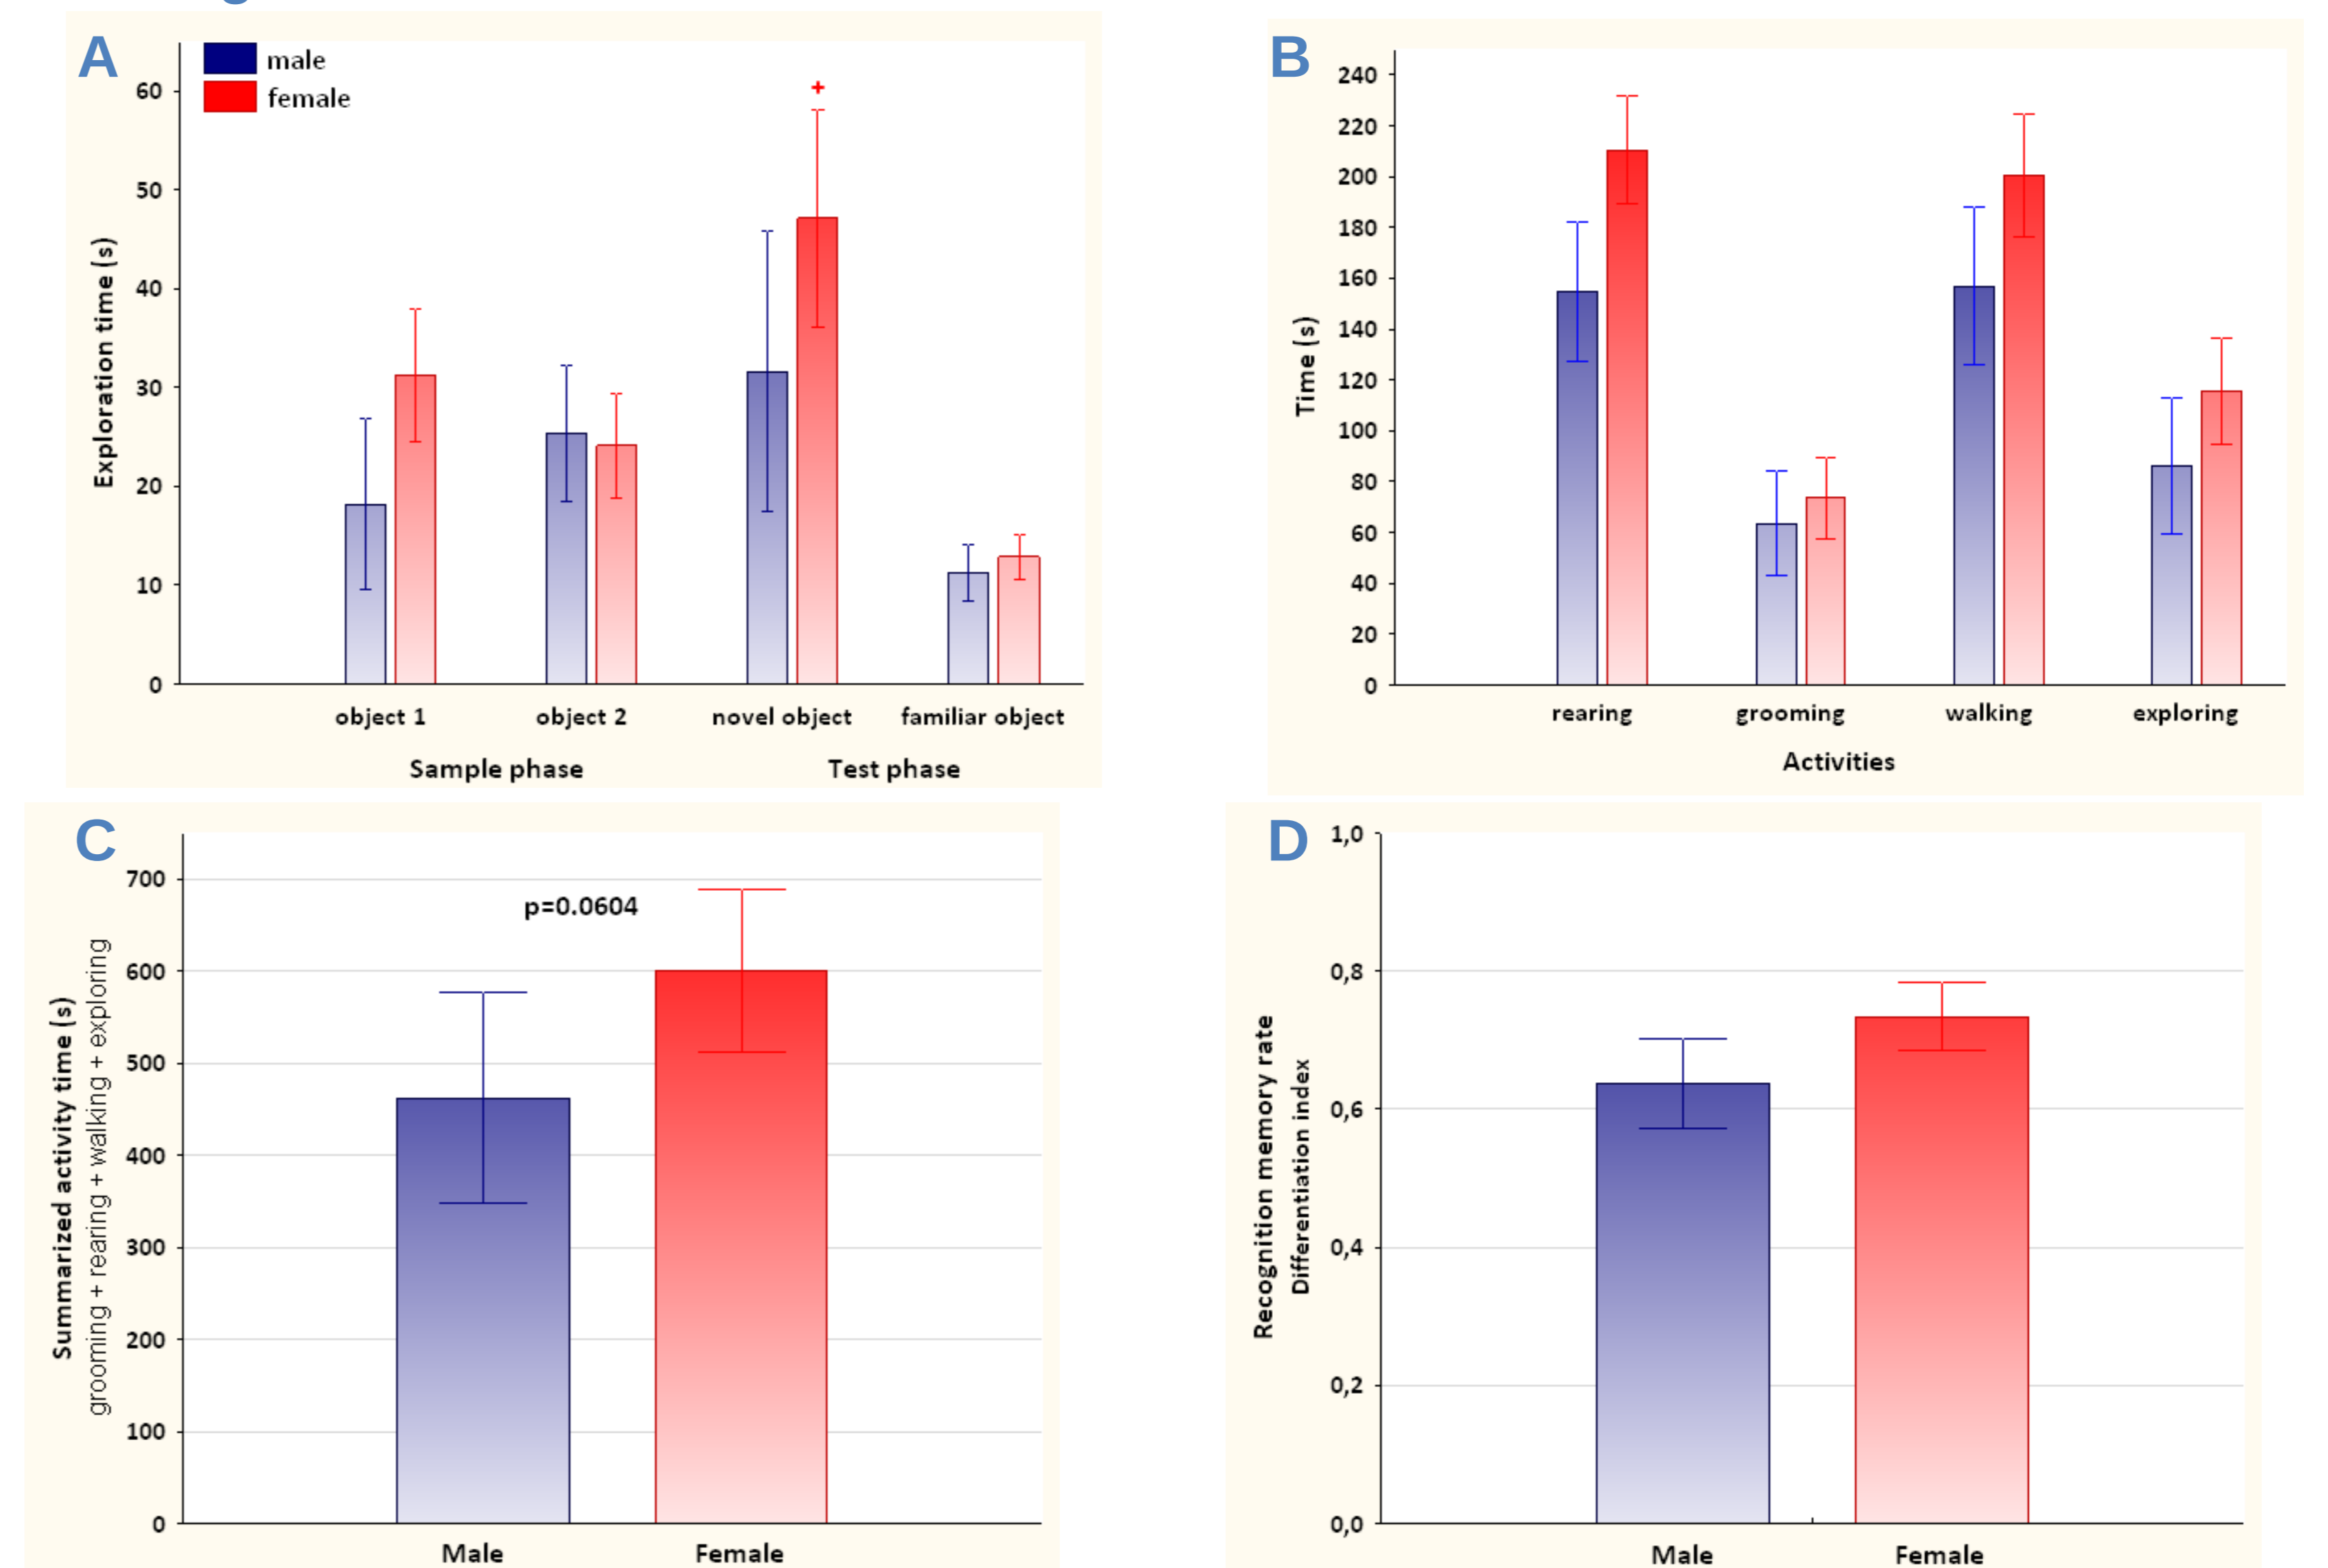 A
male
female
+
60
50
40
30
20
10
0
Exploration time (s)
object 1
object 2
novel object
familiar object
Sample phase
Test phase
B
240
220
200
180
160
140
120
100
80
60
40
20
0
Time (s)
rearing
grooming
walking
exploring
Activities
C
700
600
500
400
300
200
100
0
Summarized activity time (s)
grooming + rearing + walking + exploring
p=0.0604
Male
Female
D
1,0
0,8
0,6
0,4
0,2
0,0
Recognition memory rate
Differentiation index
Male
Female